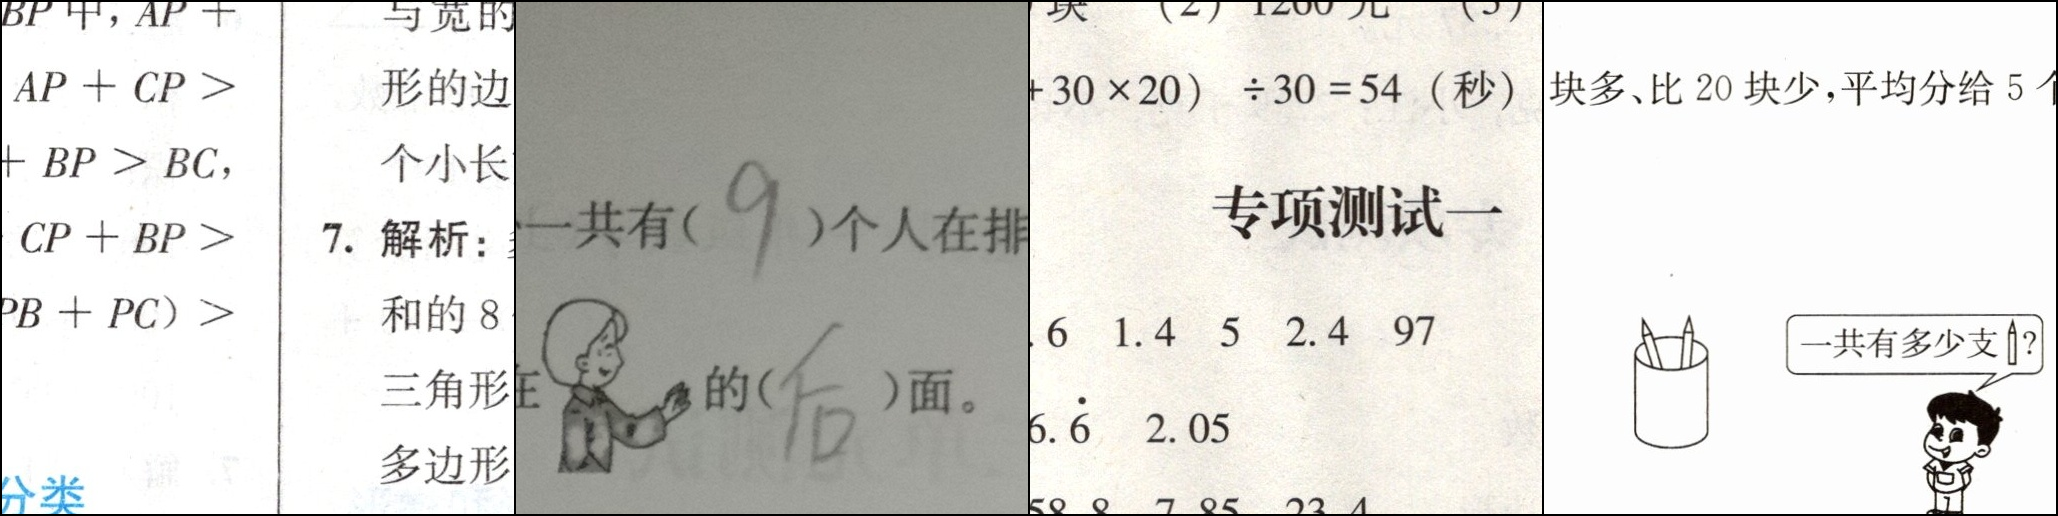 BP 中, AP +
AP + CP >
+ BP > BC,
CP + BP >
PB + PC) >
分类
与宽的
形的边
个小长
7. 解析:
和的 8
三角形
多边形
一共有( 9 )个人在排
在
的( 后 )面。
块 (2) 1260 元 (3)
+30 ×20) ÷30 =54 (秒)
专项测试一
.6 1.4 5 2.4 97
6.6̇ 2.05
58.8 7.85 23.4
块多、比 20 块少,平均分给 5 个
一共有多少支?